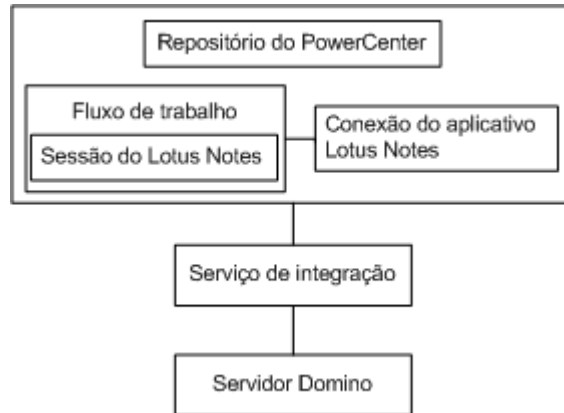 Repositório do PowerCenter
Fluxo de trabalho
Sessão do Lotus Notes
Conexão do aplicativo
Lotus Notes
Serviço de integração
Servidor Domino